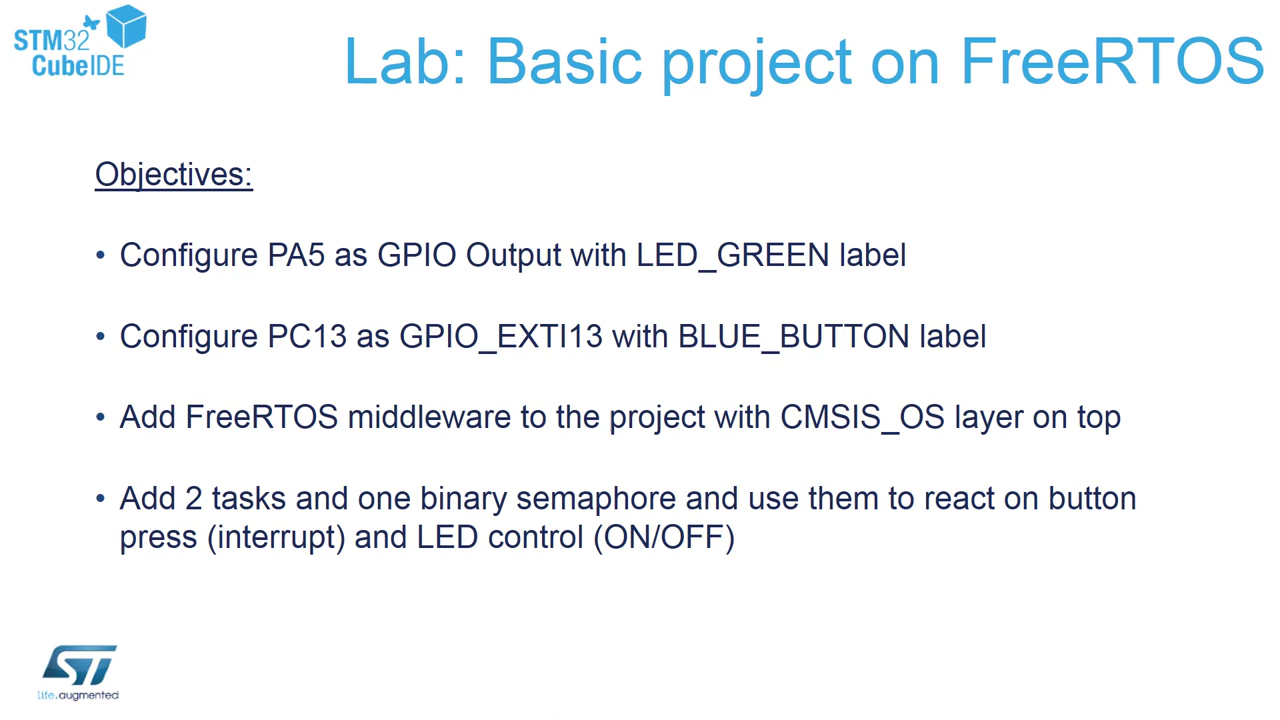 STM32
CubeIDE
Lab: Basic project on FreeRTOS
Objectives:
• Configure PA5 as GPIO Output with LED_GREEN label
• Configure PC13 as GPIO_EXTI13 with BLUE_BUTTON label
• Add FreeRTOS middleware to the project with CMSIS_OS layer on top
• Add 2 tasks and one binary semaphore and use them to react on button
press (interrupt) and LED control (ON/OFF)
ST
life.augmented